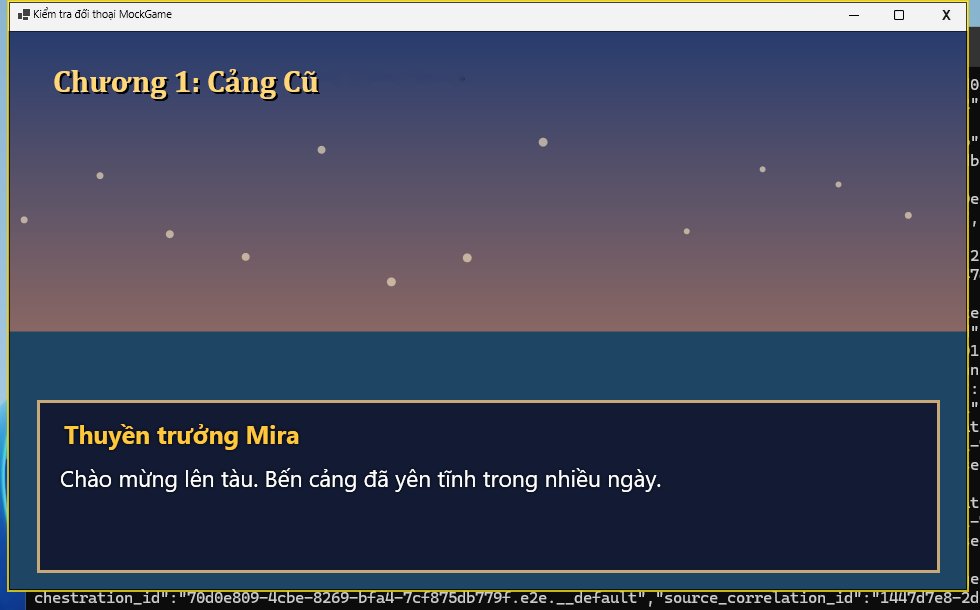 Kiểm tra đối thoại MockGame
Chương 1: Cảng Cũ
Thuyền trưởng Mira
Chào mừng lên tàu. Bến cảng đã yên tĩnh trong nhiều ngày.
chestration_id":"70d0e809-4cbe-8269-bfa4-7cf875db779f.e2e.__default","source_correlation_id":"1447d7e8-2d